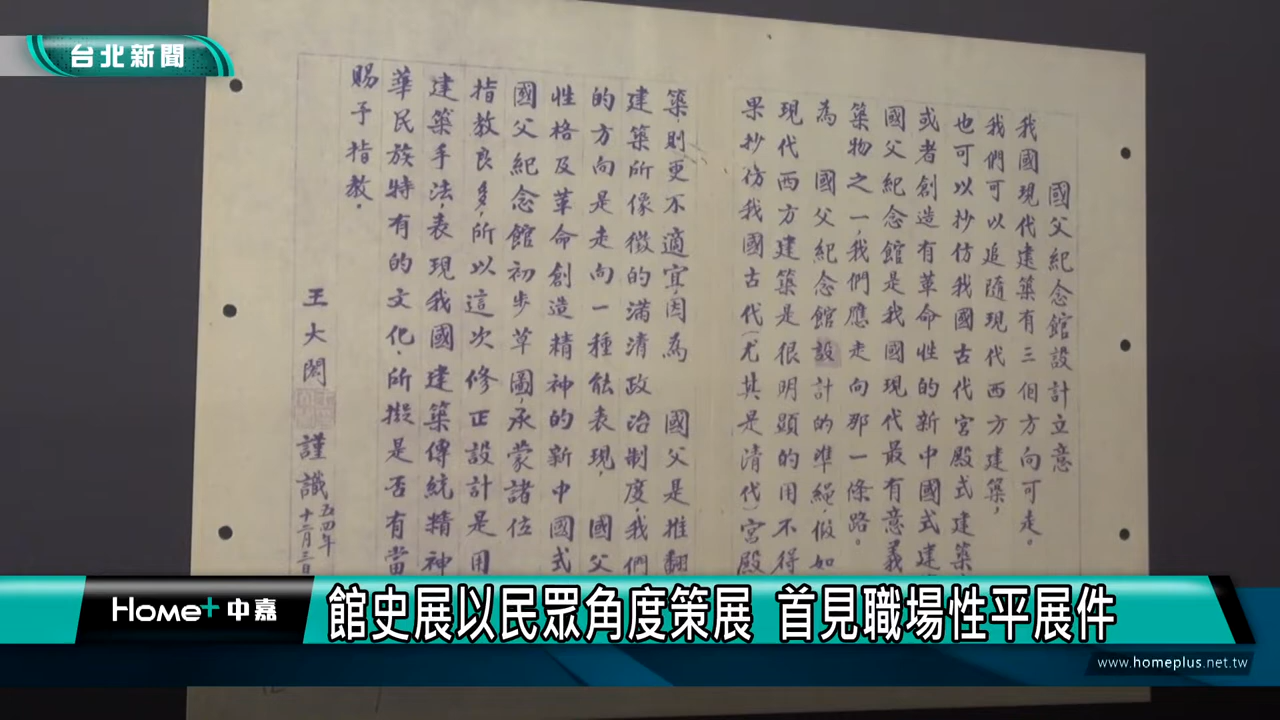 台北新聞
國父紀念館設計立意
我國現代建築有三個方向可走。
我們可以追隨現代西方建築,
也可以抄仿我國古代宮殿式建築
或者創造有革命性的新中國式建
國父紀念館是我國現代最有意義
築物之一,我們應走向那一條路。
為 國父紀念館設計的準繩,假如
現代西方建築是很明顯的用不得
果抄仿我國古代(尤其是清代)宮殿
築,則更不適宜,因為 國父是推翻
建築所像徵的滿清政治制度,我們
的方向是走向一種能表現, 國父
性格及革命創造精神的新中國式
國父紀念館初步草圖,承蒙諸位
指教良多,所以這次修正設計是用
建築手法,表現我國建築傳統精神
華民族特有的文化,所擬是否有當
賜予指教。
王大閎 謹識
五四年
十二月三日
Home+中嘉
館史展以民眾角度策展 首見職場性平展件
www.homeplus.net.tw